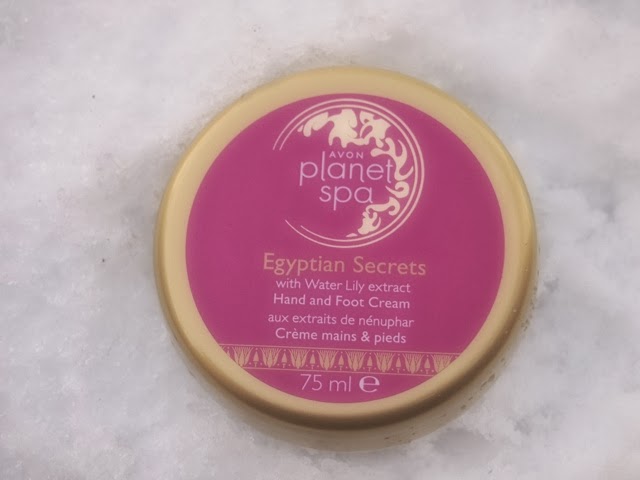 AVON
planet
spa
Egyptian Secrets
with Water Lily extract
Hand and Foot Cream
aux extraits de nénuphar
Crème mains & pieds
75 ml ℮